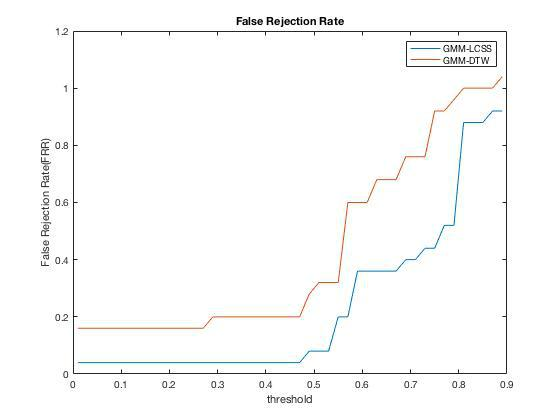 False Rejection Rate
1.2
GMM-LCSS
GMM-DTW
1
0.8
0.6
0.4
0.2
0
False Rejection Rate(FRR)
0 0.1 0.2 0.3 0.4 0.5 0.6 0.7 0.8 0.9
threshold